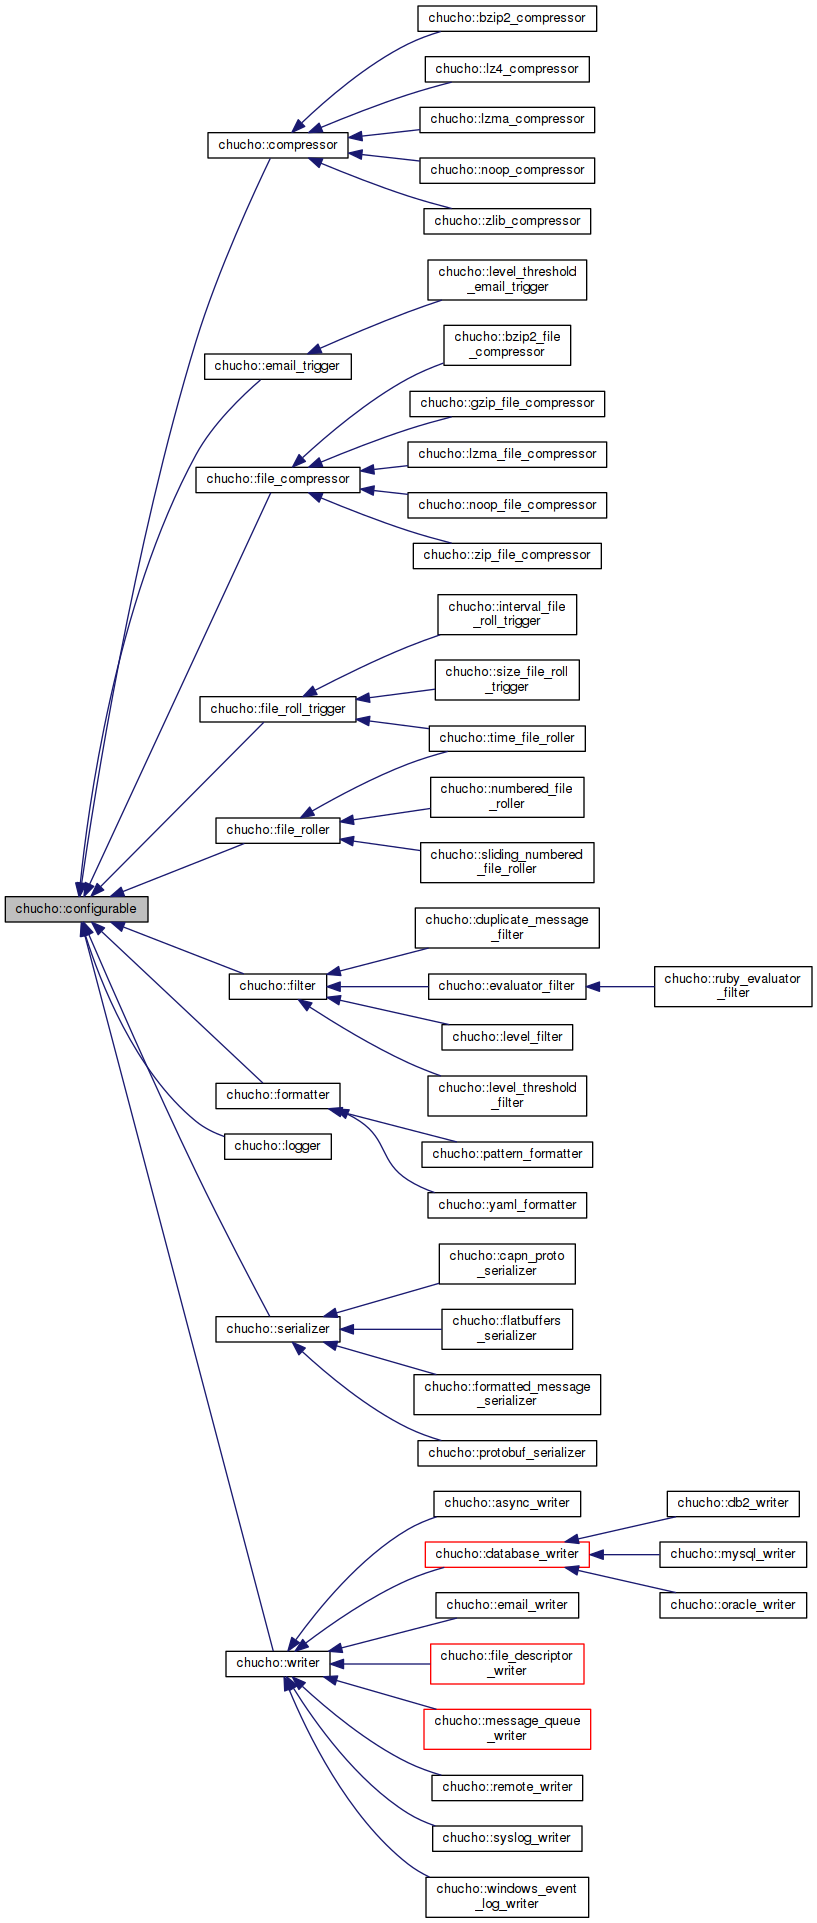 chucho::bzip2_compressor
chucho::lz4_compressor
chucho::lzma_compressor
chucho::compressor
chucho::noop_compressor
chucho::zlib_compressor
chucho::level_threshold
_email_trigger
chucho::email_trigger
chucho::bzip2_file
_compressor
chucho::gzip_file_compressor
chucho::lzma_file_compressor
chucho::file_compressor
chucho::noop_file_compressor
chucho::zip_file_compressor
chucho::interval_file
_roll_trigger
chucho::size_file_roll
_trigger
chucho::file_roll_trigger
chucho::time_file_roller
chucho::numbered_file
_roller
chucho::file_roller
chucho::sliding_numbered
_file_roller
chucho::configurable
chucho::duplicate_message
_filter
chucho::filter
chucho::evaluator_filter
chucho::ruby_evaluator
_filter
chucho::level_filter
chucho::level_threshold
_filter
chucho::formatter
chucho::logger
chucho::pattern_formatter
chucho::yaml_formatter
chucho::capn_proto
_serializer
chucho::serializer
chucho::flatbuffers
_serializer
chucho::formatted_message
_serializer
chucho::protobuf_serializer
chucho::async_writer
chucho::db2_writer
chucho::database_writer
chucho::mysql_writer
chucho::email_writer
chucho::oracle_writer
chucho::writer
chucho::file_descriptor
_writer
chucho::message_queue
_writer
chucho::remote_writer
chucho::syslog_writer
chucho::windows_event
_log_writer